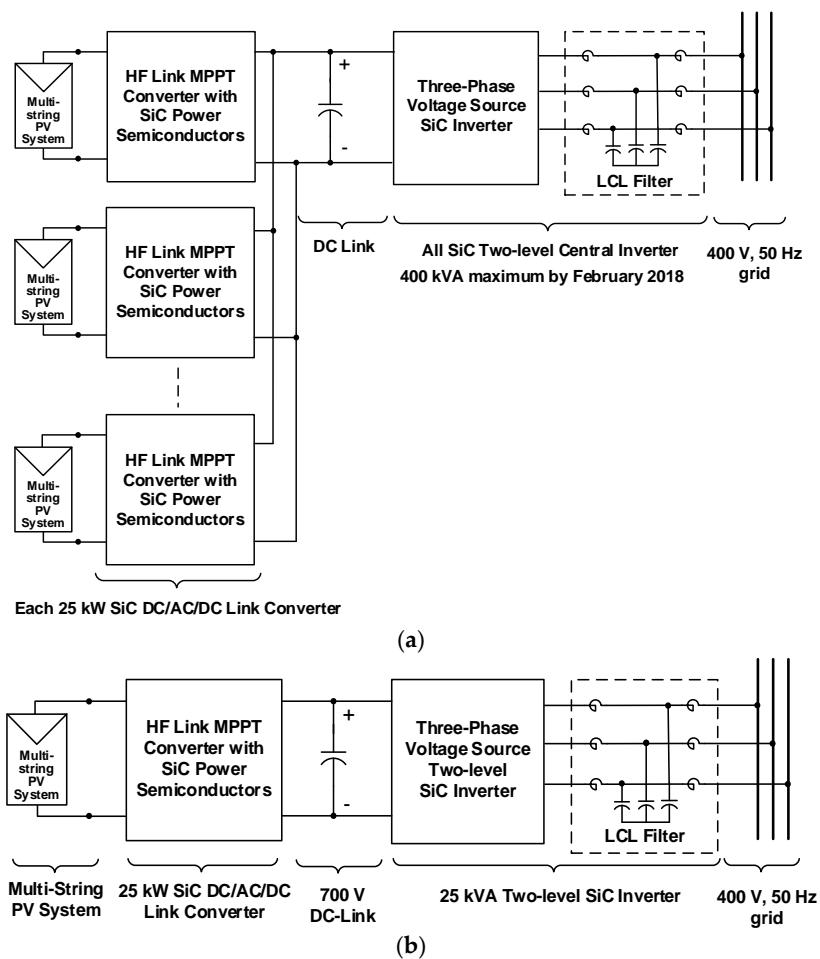 Multi-
string
PV
System
HF Link MPPT
Converter with
SiC Power
Semiconductors
+
-
Three-Phase
Voltage Source
SiC Inverter
LCL Filter
DC Link
All SiC Two-level Central Inverter
400 kVA maximum by February 2018
400 V, 50 Hz
grid
Multi-
string
PV
System
HF Link MPPT
Converter with
SiC Power
Semiconductors
Multi-
string
PV
System
HF Link MPPT
Converter with
SiC Power
Semiconductors
Each 25 kW SiC DC/AC/DC Link Converter
(a)
Multi-
string
PV
System
HF Link MPPT
Converter with
SiC Power
Semiconductors
+
-
Three-Phase
Voltage Source
Two-level
SiC Inverter
LCL Filter
Multi-String
PV System
25 kW SiC DC/AC/DC
Link Converter
700 V
DC-Link
25 kVA Two-level SiC Inverter
400 V, 50 Hz
grid
(b)